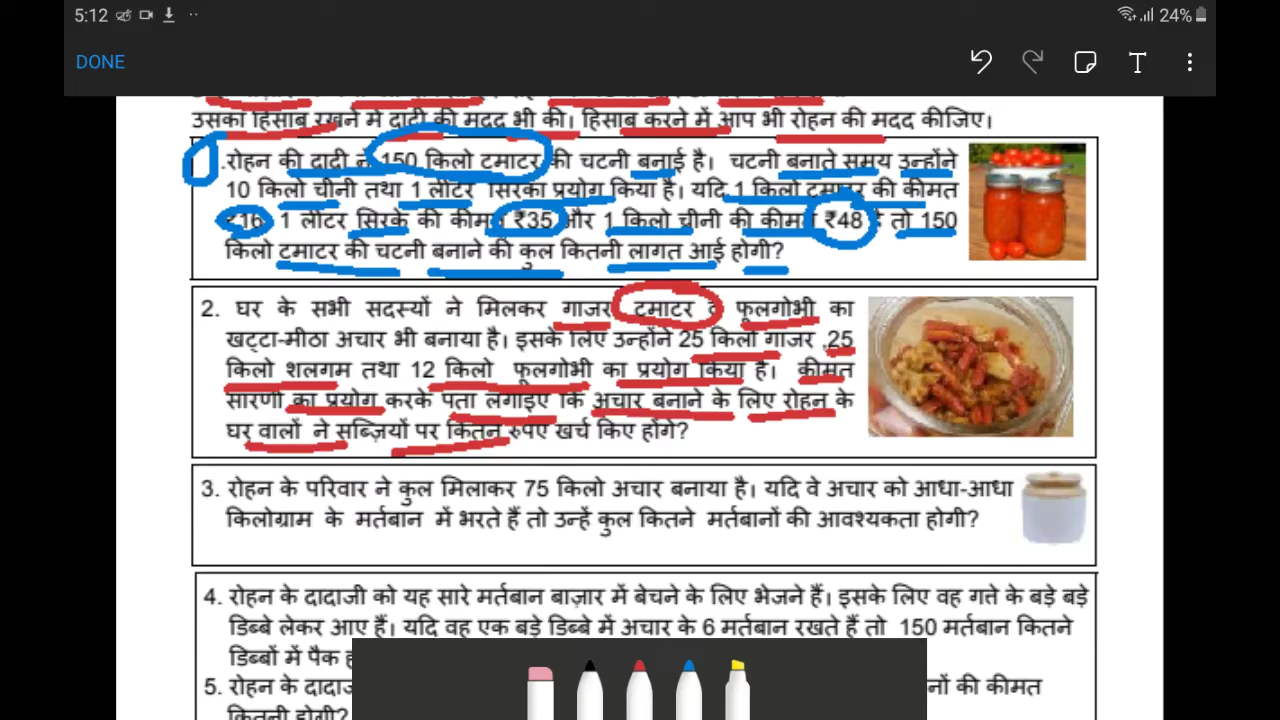 5:12
24%
DONE
उसका हिसाब रखने में दादी की मदद भी की। हिसाब करने में आप भी रोहन की मदद कीजिए।
.रोहन की दादी ने 150 किलो टमाटर की चटनी बनाई है। चटनी बनाते समय उन्होंने
10 किलो चीनी तथा 1 लीटर सिरका प्रयोग किया है। यदि 1 किलो टमाटर की कीमत
₹16 1 लीटर सिरके की कीमत ₹35 और 1 किलो चीनी की कीमत ₹48 है तो 150
किलो टमाटर की चटनी बनाने की कुल कितनी लागत आई होगी?
2. घर के सभी सदस्यों ने मिलकर गाजर टमाटर व फूलगोभी का
खट्टा-मीठा अचार भी बनाया है। इसके लिए उन्होंने 25 किलो गाजर ,25
किलो शलगम तथा 12 किलो फूलगोभी का प्रयोग किया है। कीमत
सारणी का प्रयोग करके पता लगाइए कि अचार बनाने के लिए रोहन के
घर वालों ने सब्ज़ियों पर कितने रुपए खर्च किए होंगे?
3. रोहन के परिवार ने कुल मिलाकर 75 किलो अचार बनाया है। यदि वे अचार को आधा-आधा
किलोग्राम के मर्तबान में भरते हैं तो उन्हें कुल कितने मर्तबानों की आवश्यकता होगी?
4. रोहन के दादाजी को यह सारे मर्तबान बाज़ार में बेचने के लिए भेजने हैं। इसके लिए वह गत्ते के बड़े बड़े
डिब्बे लेकर आए हैं। यदि वह एक बड़े डिब्बे में अचार के 6 मर्तबान रखते हैं तो 150 मर्तबान कितने
डिब्बों में पैक
5. रोहन के नों की कीमत
कितनी होगी?